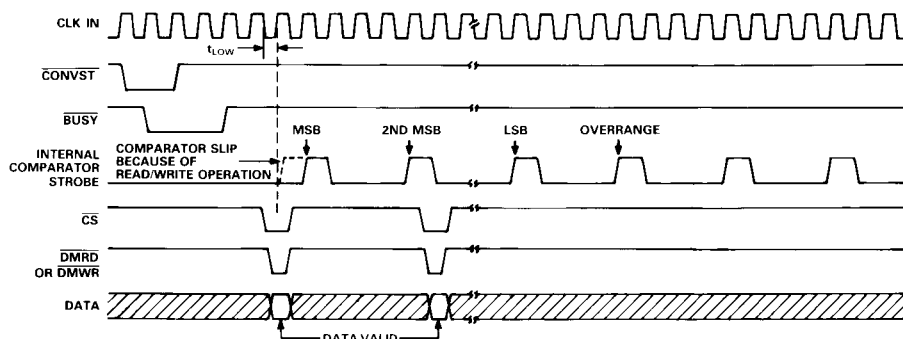 CLK IN
tLOW
CONVST
BUSY
MSB
2ND MSB
LSB
OVERRANGE
INTERNAL
COMPARATOR
STROBE
COMPARATOR SLIP
BECAUSE OF
READ/WRITE OPERATION
CS
DMRD
OR DMWR
DATA
DATA VALID